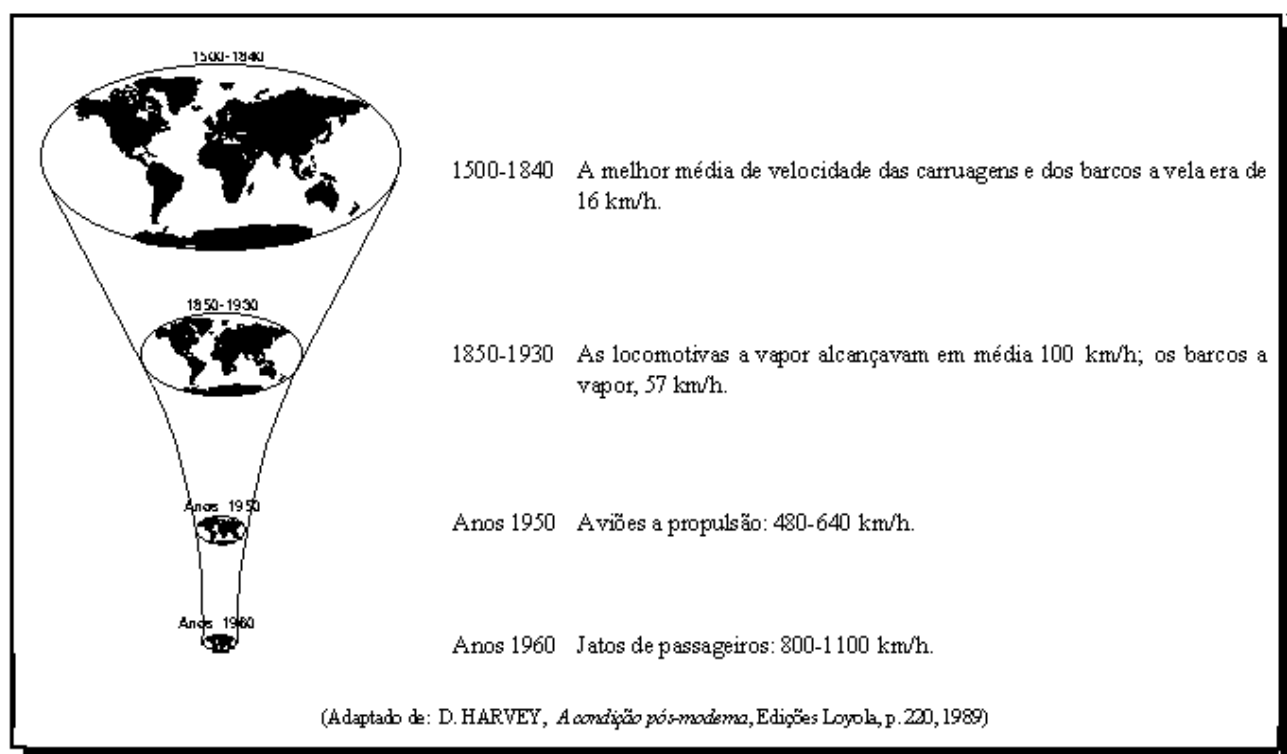 1500-1840
1500-1840 A melhor média de velocidade das carruagens e dos barcos a vela era de
16 km/h.
1850-1930
1850-1930 As locomotivas a vapor alcançavam em média 100 km/h; os barcos a
vapor, 57 km/h.
Anos 1950
Anos 1950 Aviões a propulsão: 480-640 km/h.
Anos 1960
Anos 1960 Jatos de passageiros: 800-1100 km/h.
(Adaptado de: D. HARVEY, A condição pós-moderna, Edições Loyola, p. 220, 1989)